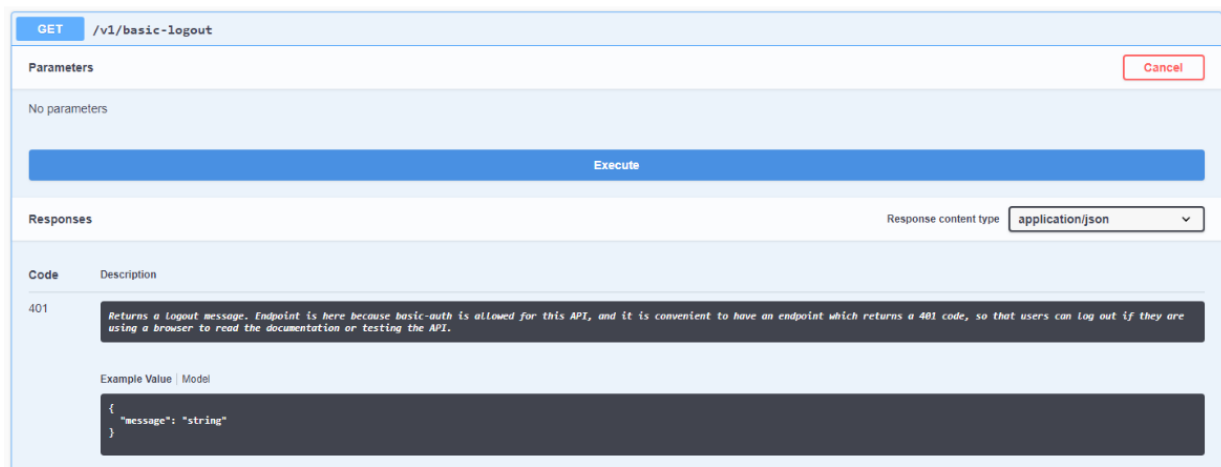 GET /v1/basic-logout
Parameters Cancel
No parameters
Execute
Responses Response content type application/json
Code Description
401
Returns a logout message. Endpoint is here because basic-auth is allowed for this API, and it is convenient to have an endpoint which returns a 401 code, so that users can log out if they are
using a browser to read the documentation or testing the API.
Example Value | Model
{
"message": "string"
}